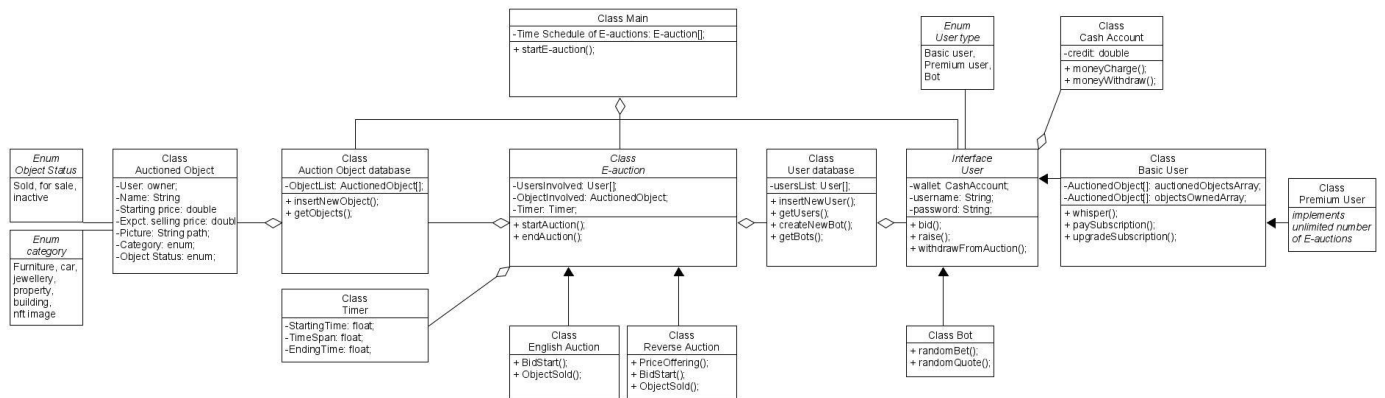 Class Main
-Time Schedule of E-auctions: E-auction[];
+ startE-auction();
Enum
User type
Basic user,
Premium user,
Bot
Class
Cash Account
-credit: double
+ moneyCharge();
+ moneyWithdraw();
Enum
Object Status
Sold, for sale,
inactive
Enum
category
Furniture, car,
jewellery,
property,
building,
nft image
Class
Auctioned Object
-User: owner;
-Name: String
-Starting price: double
-Expct. selling price: doubl
-Picture: String path;
-Category: enum;
-Object Status: enum;
Class
Auction Object database
-ObjectList: AuctionedObject[];
+ insertNewObject();
+ getObjects();
Class
Timer
-StartingTime: float;
-TimeSpan: float;
-EndingTime: float;
Class
E-auction
-UsersInvolved: User[];
-ObjectInvolved: AuctionedObject;
-Timer: Timer;
+ startAuction();
+ endAuction();
Class
English Auction
+ BidStart();
+ ObjectSold();
Class
Reverse Auction
+ PriceOffering();
+ BidStart();
+ ObjectSold();
Class
User database
-usersList: User[];
+ insertNewUser();
+ getUsers();
+ createNewBot();
+ getBots();
Interface
User
-wallet: CashAccount;
-username: String;
-password: String;
+ bid();
+ raise();
+ withdrawFromAuction();
Class Bot
+ randomBet();
+ randomQuote();
Class
Basic User
-AuctionedObject[]: auctionedObjectsArray;
-AuctionedObject[]: objectsOwnedArray;
+ whisper();
+ paySubscription();
+ upgradeSubscription();
Class
Premium User
implements
unlimited number
of E-auctions